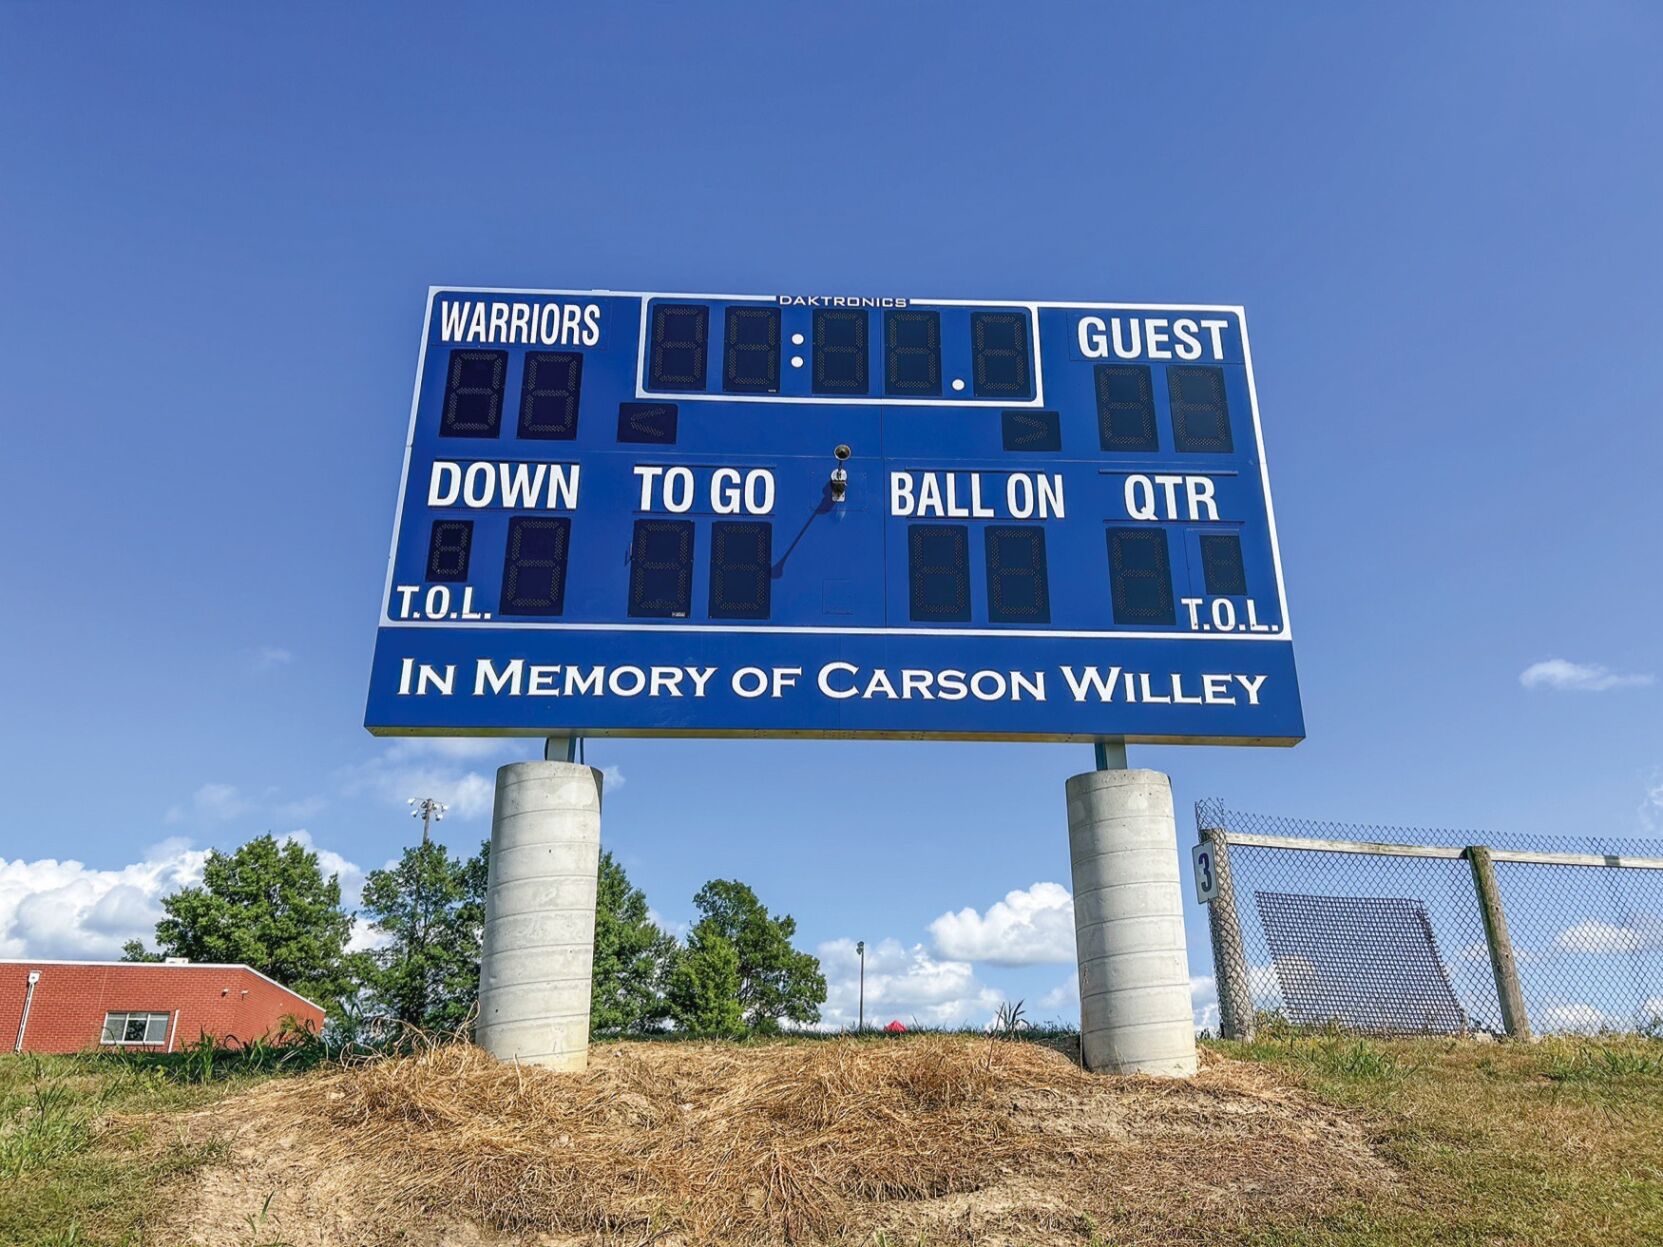 DAKTRONICS
WARRIORS
GUEST
DOWN
TO GO
BALL ON
QTR
T.O.L.
T.O.L.
IN MEMORY OF CARSON WILLEY
3